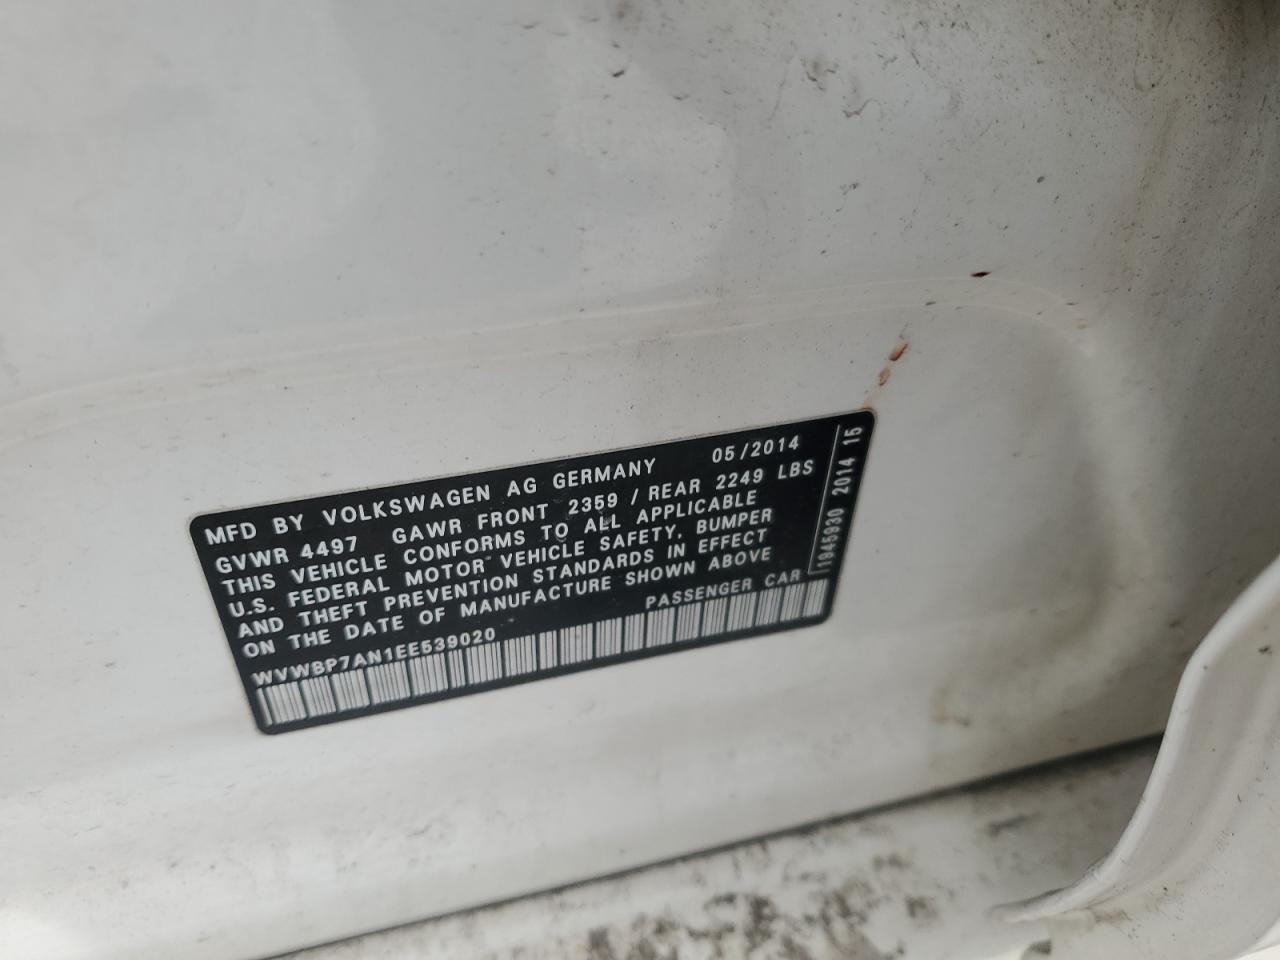 MFD BY VOLKSWAGEN AG GERMANY 05/2014
GVWR 4497 GAWR FRONT 2359 / REAR 2249 LBS
THIS VEHICLE CONFORMS TO ALL APPLICABLE
U.S. FEDERAL MOTOR VEHICLE SAFETY, BUMPER
AND THEFT PREVENTION STANDARDS IN EFFECT
ON THE DATE OF MANUFACTURE SHOWN ABOVE
WVWBP7AN1EE539020 PASSENGER CAR
1945930 2014 15